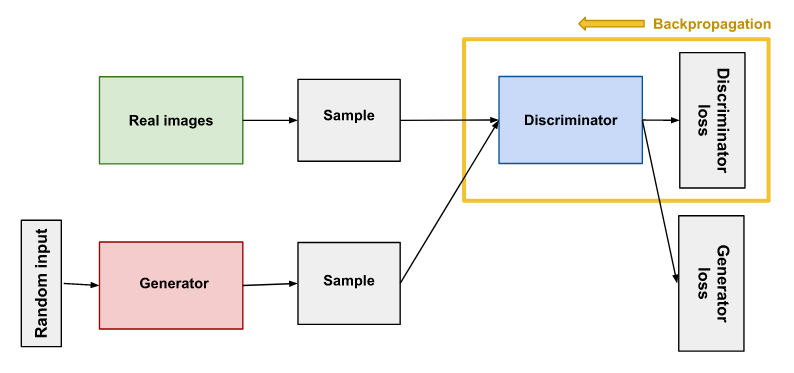 Backpropagation
Real images
Sample
Discriminator
Discriminator
loss
Random input
Generator
Sample
Generator
loss